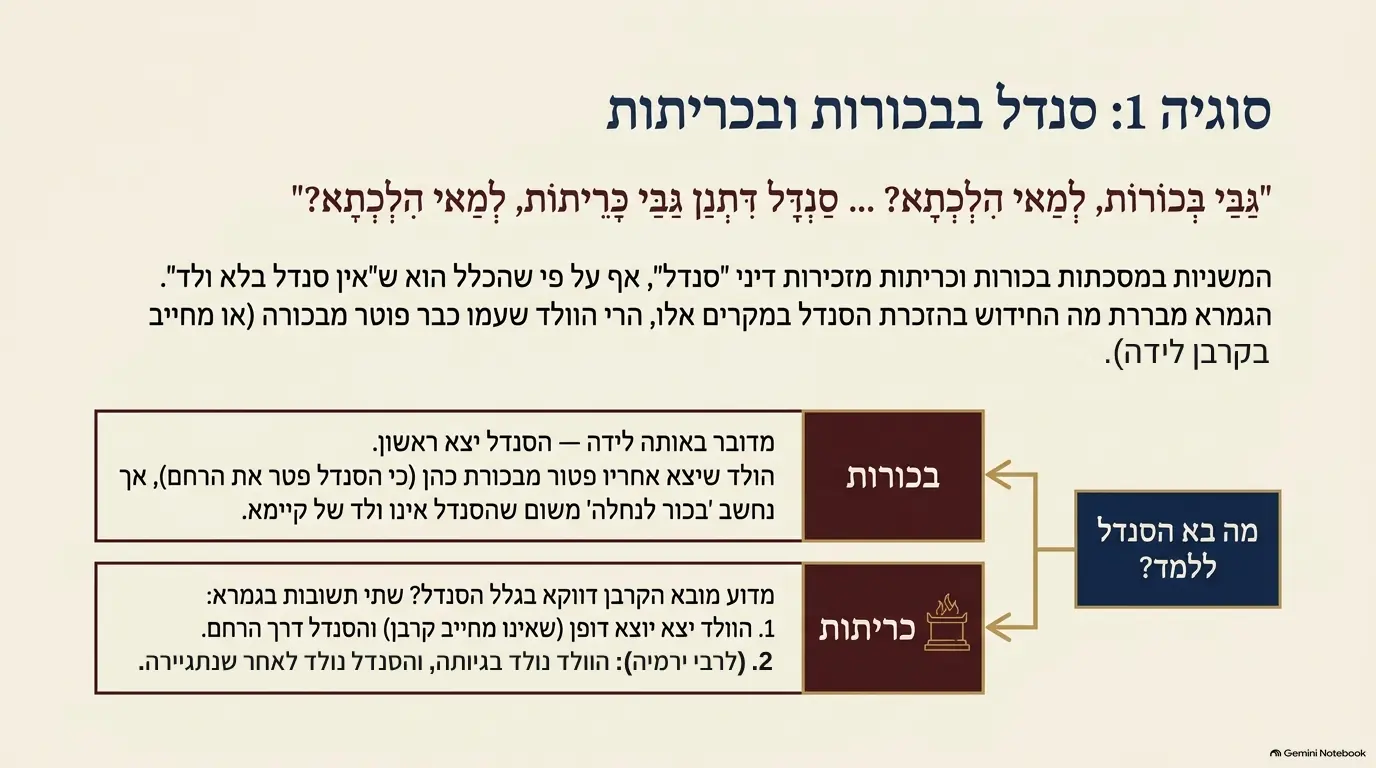 סוגיה 1: סנדל בבכורות ובכריתות
"גַּבֵּי בְּכוֹרוֹת, לְמַאי הִלְכְתָא? ... סַנְדָּל דִּתְנַן גַּבֵּי כָּרֵיתוֹת, לְמַאי הִלְכְתָא?"
המשניות במסכתות בכורות וכריתות מזכירות דיני "סנדל", אף על פי שהכלל הוא ש"אין סנדל בלא ולד".
הגמרא מבררת מה החידוש בהזכרת הסנדל במקרים אלו, הרי הוולד שעמו כבר פוטר מבכורה (או מחייב
בקרבן לידה).
מה בא הסנדל
ללמד?
בכורות
מדובר באותה לידה — הסנדל יצא ראשון.
הולד שיצא אחריו פטור מבכורת כהן (כי הסנדל פטר את הרחם), אך
נחשב 'בכור לנחלה' משום שהסנדל אינו ולד של קיימא.
כריתות
מדוע מובא הקרבן דווקא בגלל הסנדל? שתי תשובות בגמרא:
1. הוולד יצא יוצא דופן (שאינו מחייב קרבן) והסנדל דרך הרחם.
2. (לרבי ירמיה): הוולד נולד בגיותה, והסנדל נולד לאחר שנתגיירה.
Gemini Notebook